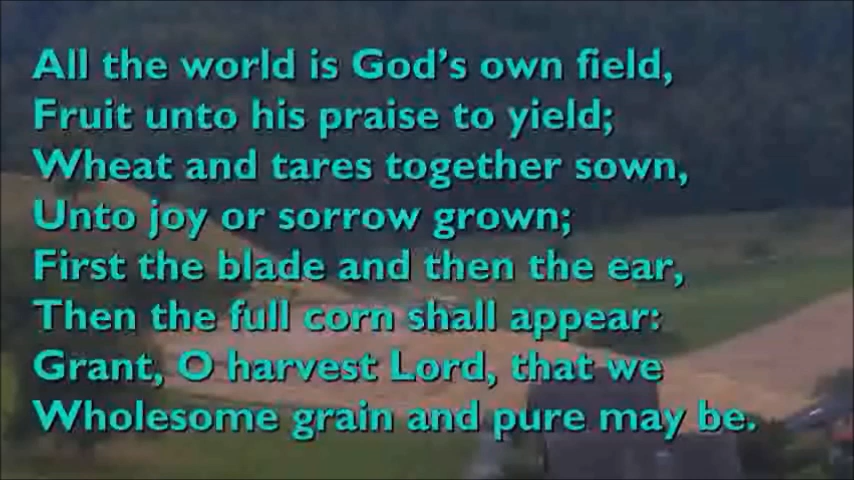 All the world is God's own field,
Fruit unto his praise to yield;
Wheat and tares together sown,
Unto joy or sorrow grown;
First the blade and then the ear,
Then the full corn shall appear:
Grant, O harvest Lord, that we
Wholesome grain and pure may be.